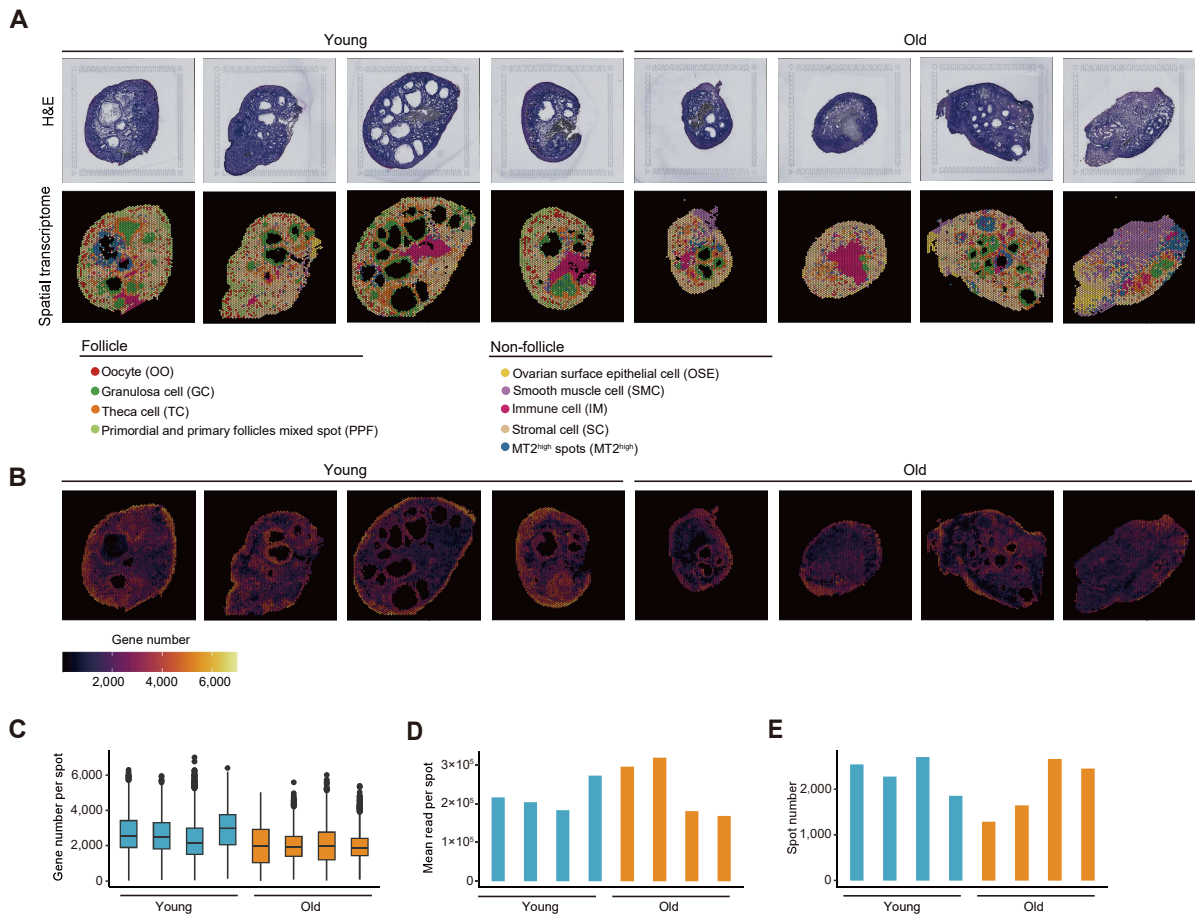 A
Young
Old
H&E
Spatial transcriptome
Follicle
Oocyte (OO)
Granulosa cell (GC)
Theca cell (TC)
Primordial and primary follicles mixed spot (PPF)
Non-follicle
Ovarian surface epithelial cell (OSE)
Smooth muscle cell (SMC)
Immune cell (IM)
Stromal cell (SC)
MT2ʰⁱᵍʰ spots (MT2ʰⁱᵍʰ)
B
Young
Old
Gene number
2,000 4,000 6,000
C
Gene number per spot
6,000
4,000
2,000
0
Young Old
D
Mean read per spot
3×10⁵
2×10⁵
1×10⁵
0
Young Old
E
Spot number
2,000
1,000
0
Young Old